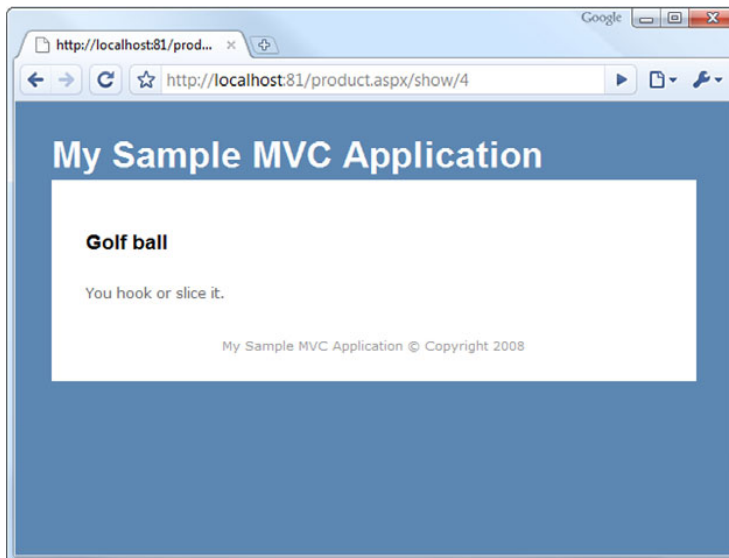 Google
http://localhost:81/prod...
http://localhost:81/product.aspx/show/4
My Sample MVC Application
Golf ball
You hook or slice it.
My Sample MVC Application © Copyright 2008